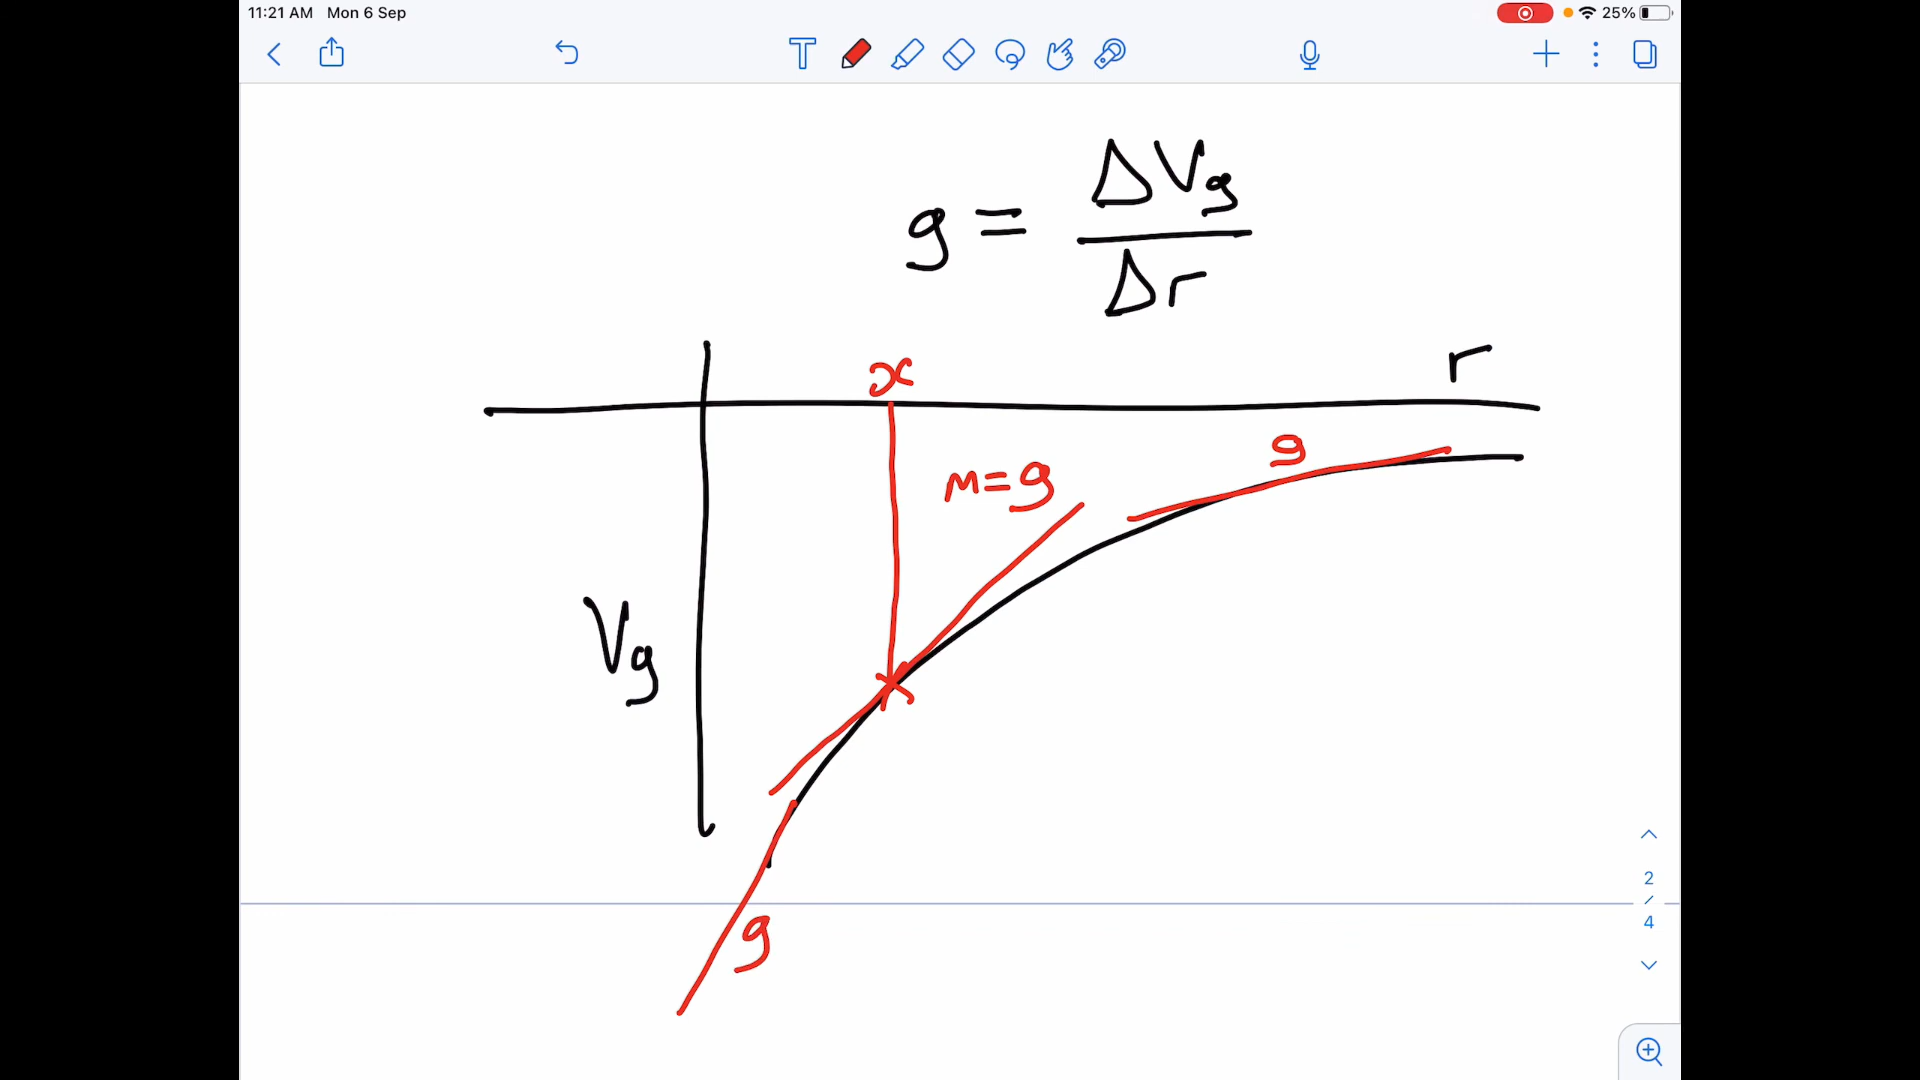 11:21 AM Mon 6 Sep
25%
T
g = ΔVg / Δr
x
r
m=g
g
Vg
g
2
/
4